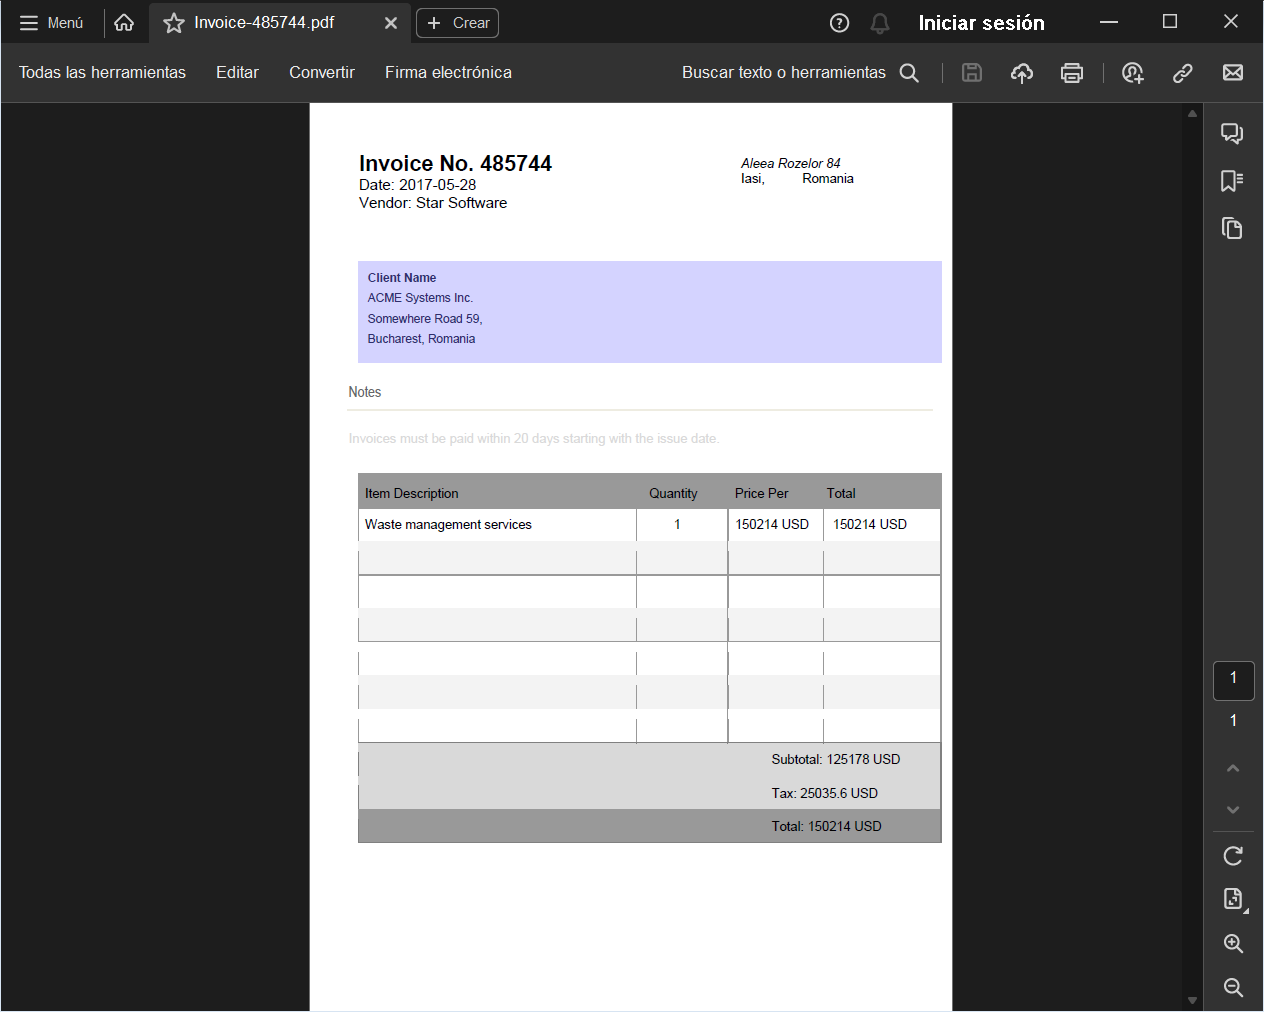 Menú
Invoice-485744.pdf
Crear
Iniciar sesión
Todas las herramientas
Editar
Convertir
Firma electrónica
Buscar texto o herramientas
Invoice No. 485744
Date: 2017-05-28
Vendor: Star Software
Aleea Rozelor 84
Iasi, Romania
Client Name
ACME Systems Inc.
Somewhere Road 59,
Bucharest, Romania
Notes
Invoices must be paid within 20 days starting with the issue date.
Item Description Quantity Price Per Total
Waste management services 1 150214 USD 150214 USD
Subtotal: 125178 USD
Tax: 25035.6 USD
Total: 150214 USD
1
1